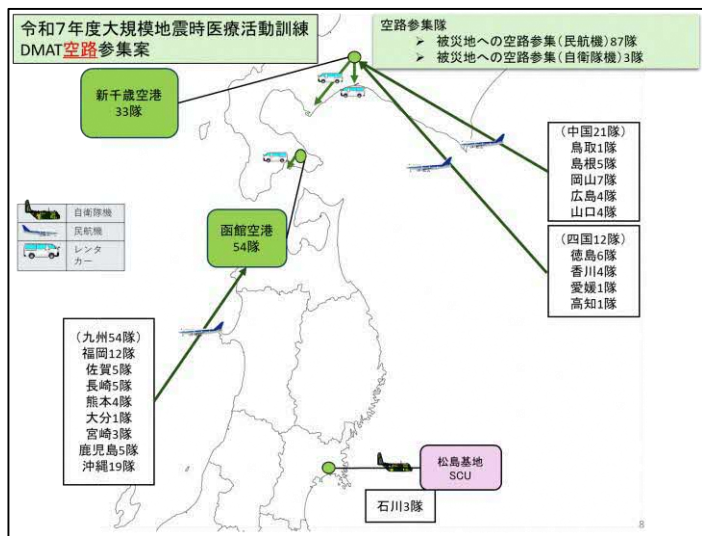 令和7年度大規模地震時医療活動訓練
DMAT空路参集案
空路参集隊
➢ 被災地への空路参集(民航機)87隊
➢ 被災地への空路参集(自衛隊機)3隊
新千歳空港
33隊
(中国21隊)
鳥取1隊
島根5隊
岡山7隊
広島4隊
山口4隊
自衛隊機
民航機
レンタ
カー
函館空港
54隊
(四国12隊)
徳島6隊
香川4隊
愛媛1隊
高知1隊
(九州54隊)
福岡12隊
佐賀5隊
長崎5隊
熊本4隊
大分1隊
宮崎3隊
鹿児島5隊
沖縄19隊
松島基地
SCU
石川3隊
8